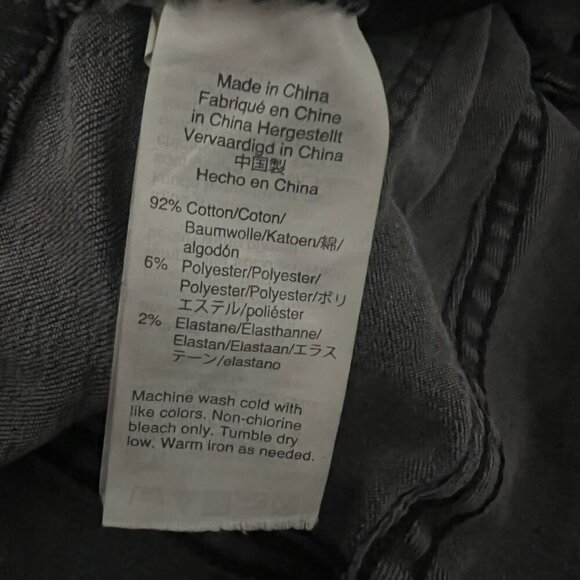 Made in China
Fabriqué en Chine
in China Hergestellt
Vervaardigd in China
中国製
Hecho en China
92% Cotton/Coton/
Baumwolle/Katoen/綿/
algodón
6% Polyester/Polyester/
Polyester/Polyester/ポリ
エステル/poliéster
2% Elastane/Elasthanne/
Elastan/Elastaan/エラス
テーン/elastano
Machine wash cold with
like colors. Non-chlorine
bleach only. Tumble dry
low. Warm iron as needed.